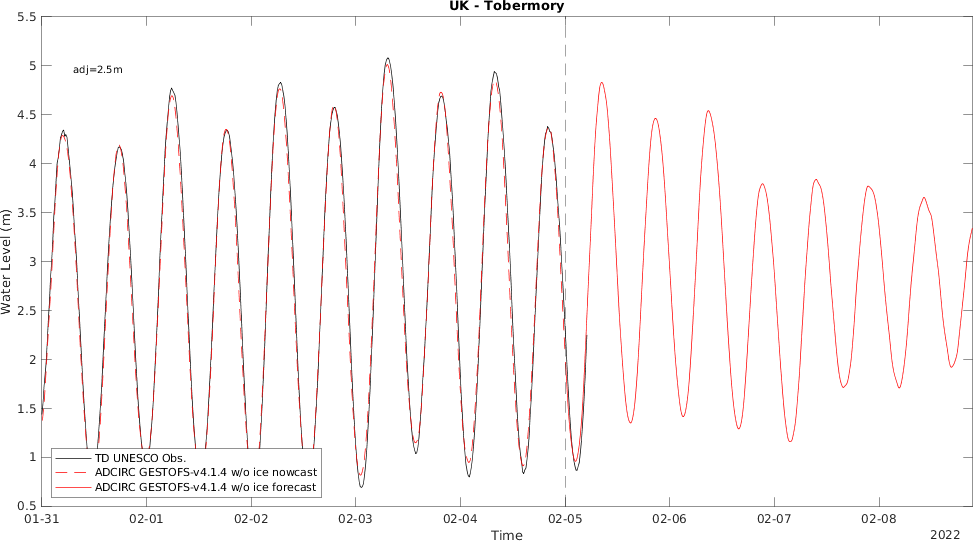 UK - Tobermory
adj=2.5m
Water Level (m)
5.5
5
4.5
4
3.5
3
2.5
2
1.5
1
0.5
TD UNESCO Obs.
ADCIRC GESTOFS-v4.1.4 w/o ice nowcast
ADCIRC GESTOFS-v4.1.4 w/o ice forecast
01-31 02-01 02-02 02-03 02-04 02-05 02-06 02-07 02-08
Time
2022